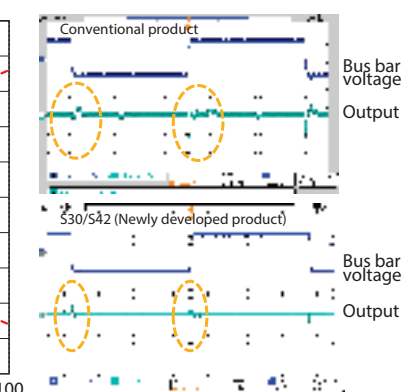 Conventional product
Bus bar
voltage
Output
S30/S42 (Newly developed product)
Bus bar
voltage
Output
100